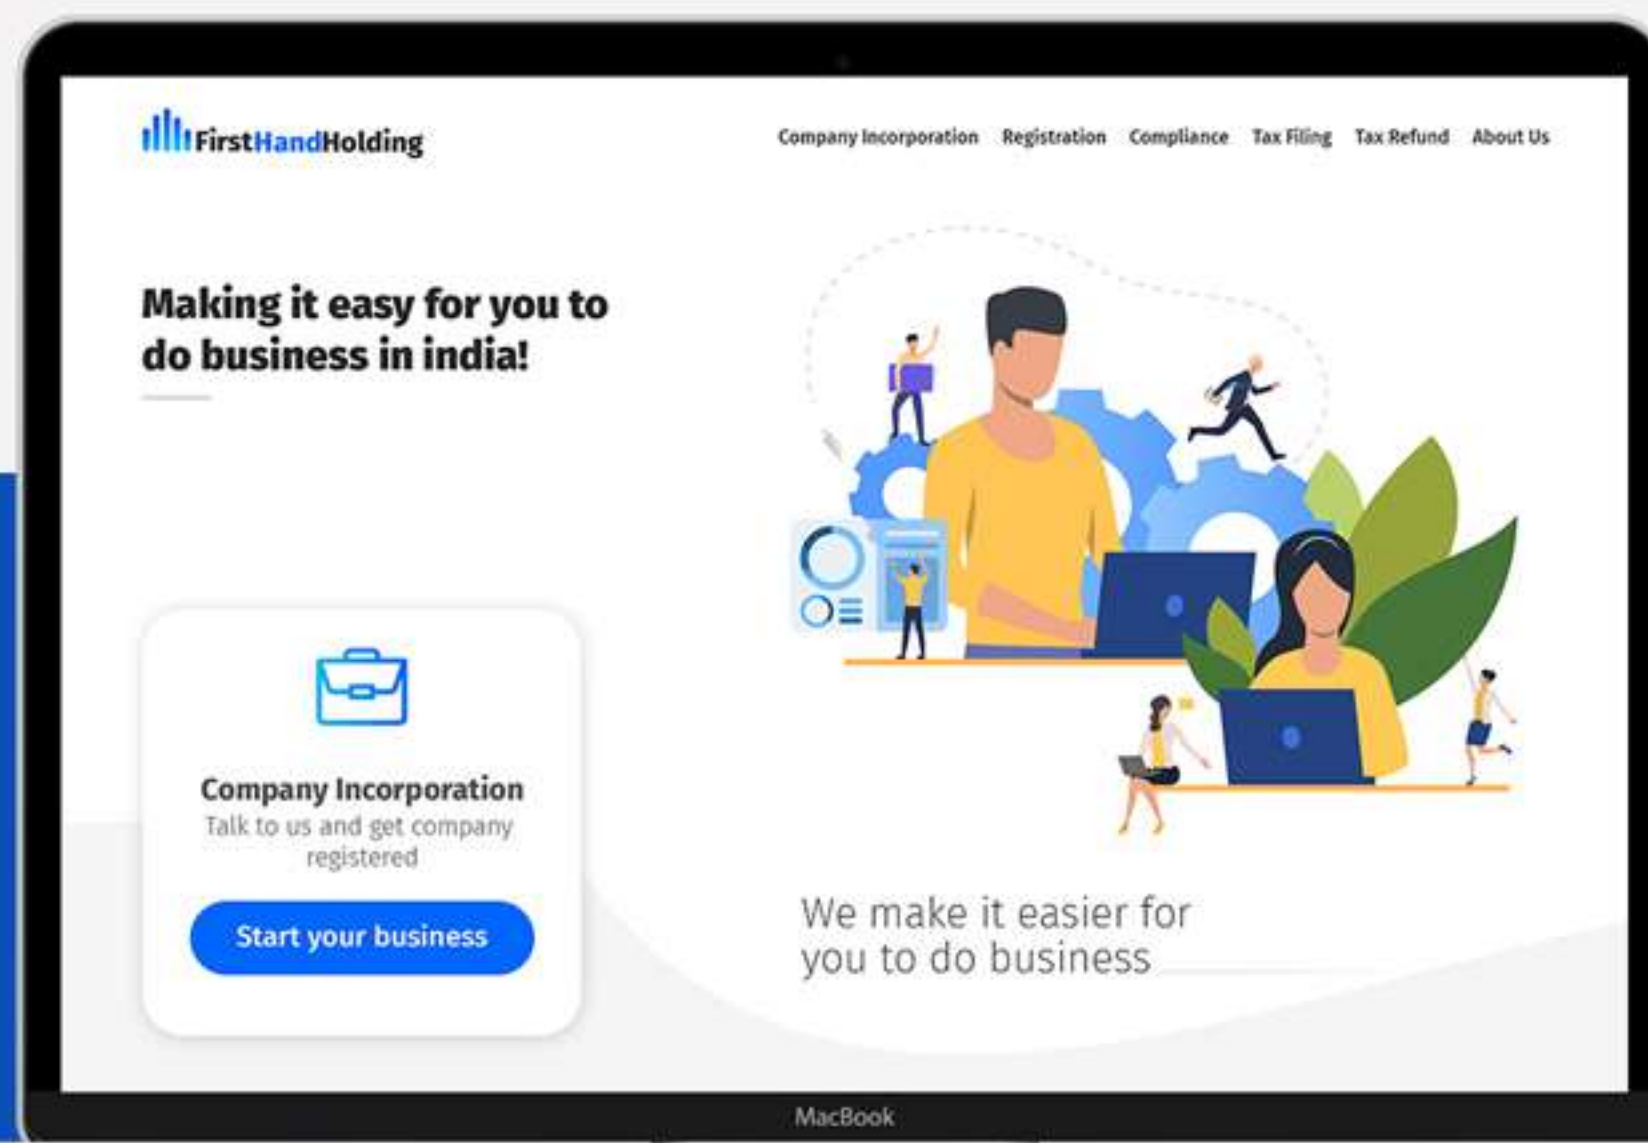 FirstHandHolding
Company Incorporation Registration Compliance Tax Filing Tax Refund About Us
Making it easy for you to
do business in india!
Company Incorporation
Talk to us and get company
registered
Start your business
We make it easier for
you to do business
MacBook